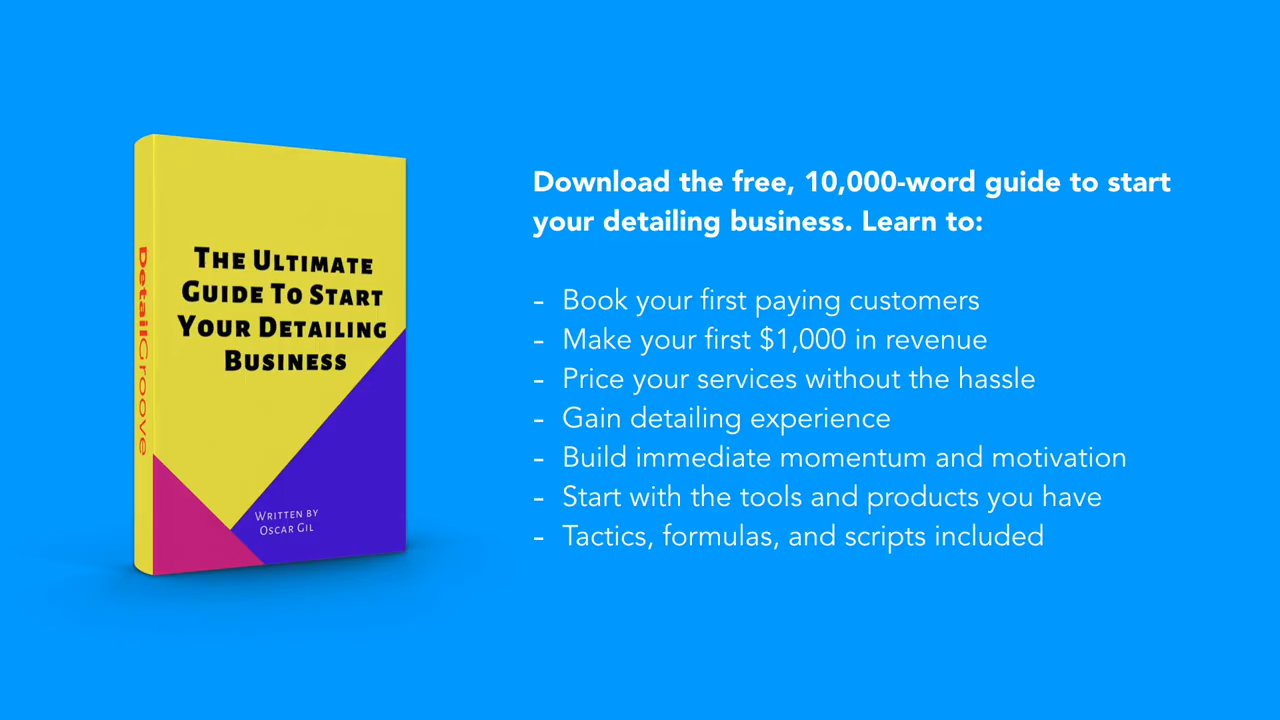 DetailGroove
The Ultimate
Guide To Start
Your Detailing
Business
Written by
Oscar Gil
Download the free, 10,000-word guide to start
your detailing business. Learn to:
- Book your first paying customers
- Make your first $1,000 in revenue
- Price your services without the hassle
- Gain detailing experience
- Build immediate momentum and motivation
- Start with the tools and products you have
- Tactics, formulas, and scripts included